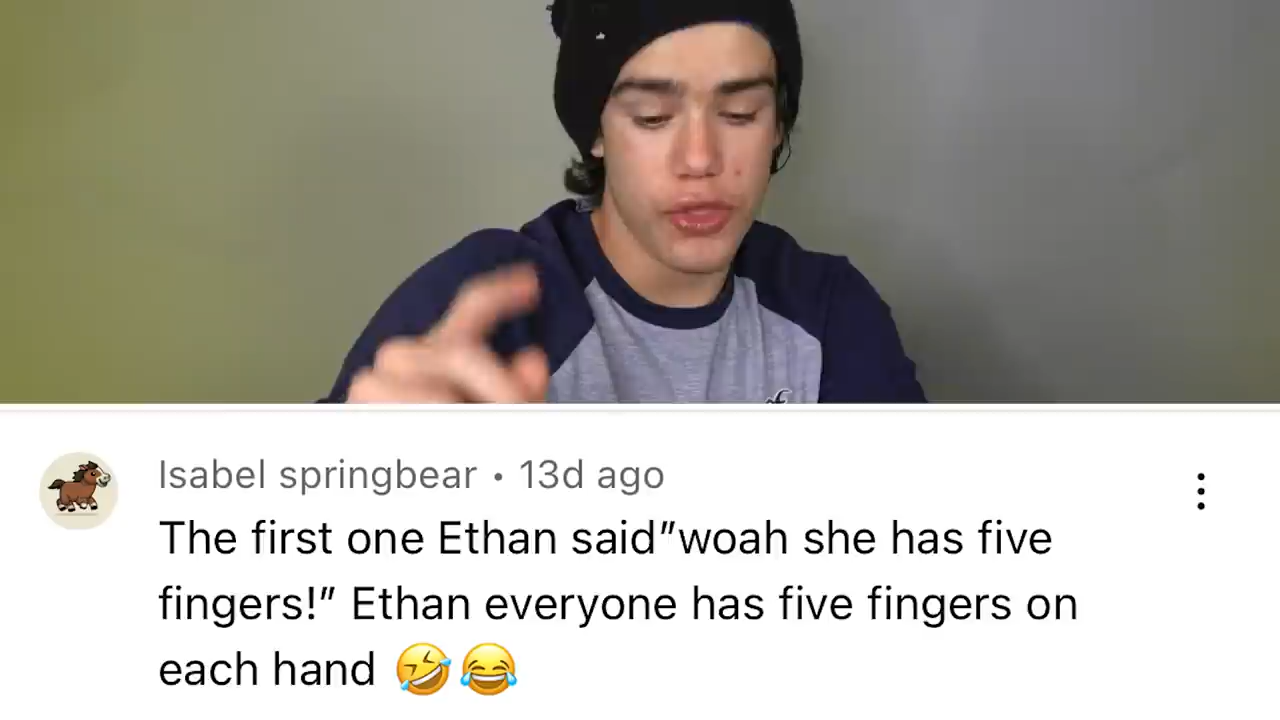 Isabel springbear • 13d ago
The first one Ethan said"woah she has five
fingers!" Ethan everyone has five fingers on
each hand 🤣😂